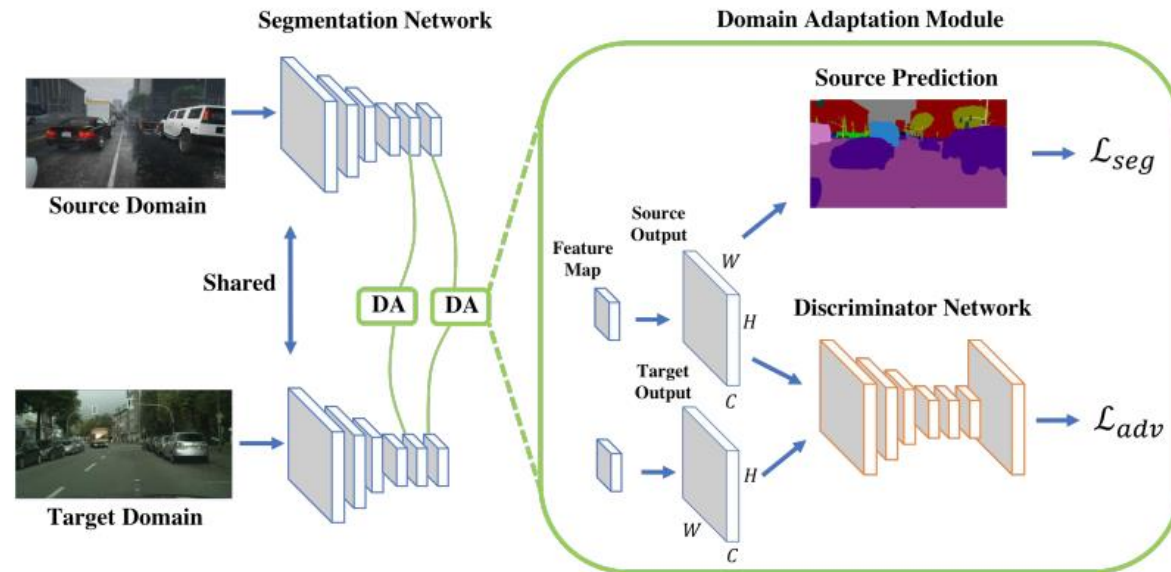 Segmentation Network
Domain Adaptation Module
Source Domain
Shared
Target Domain
DA
DA
Source Prediction
ℒseg
Feature
Map
Source
Output
W
H
C
Discriminator Network
Target
Output
H
W
C
ℒadv